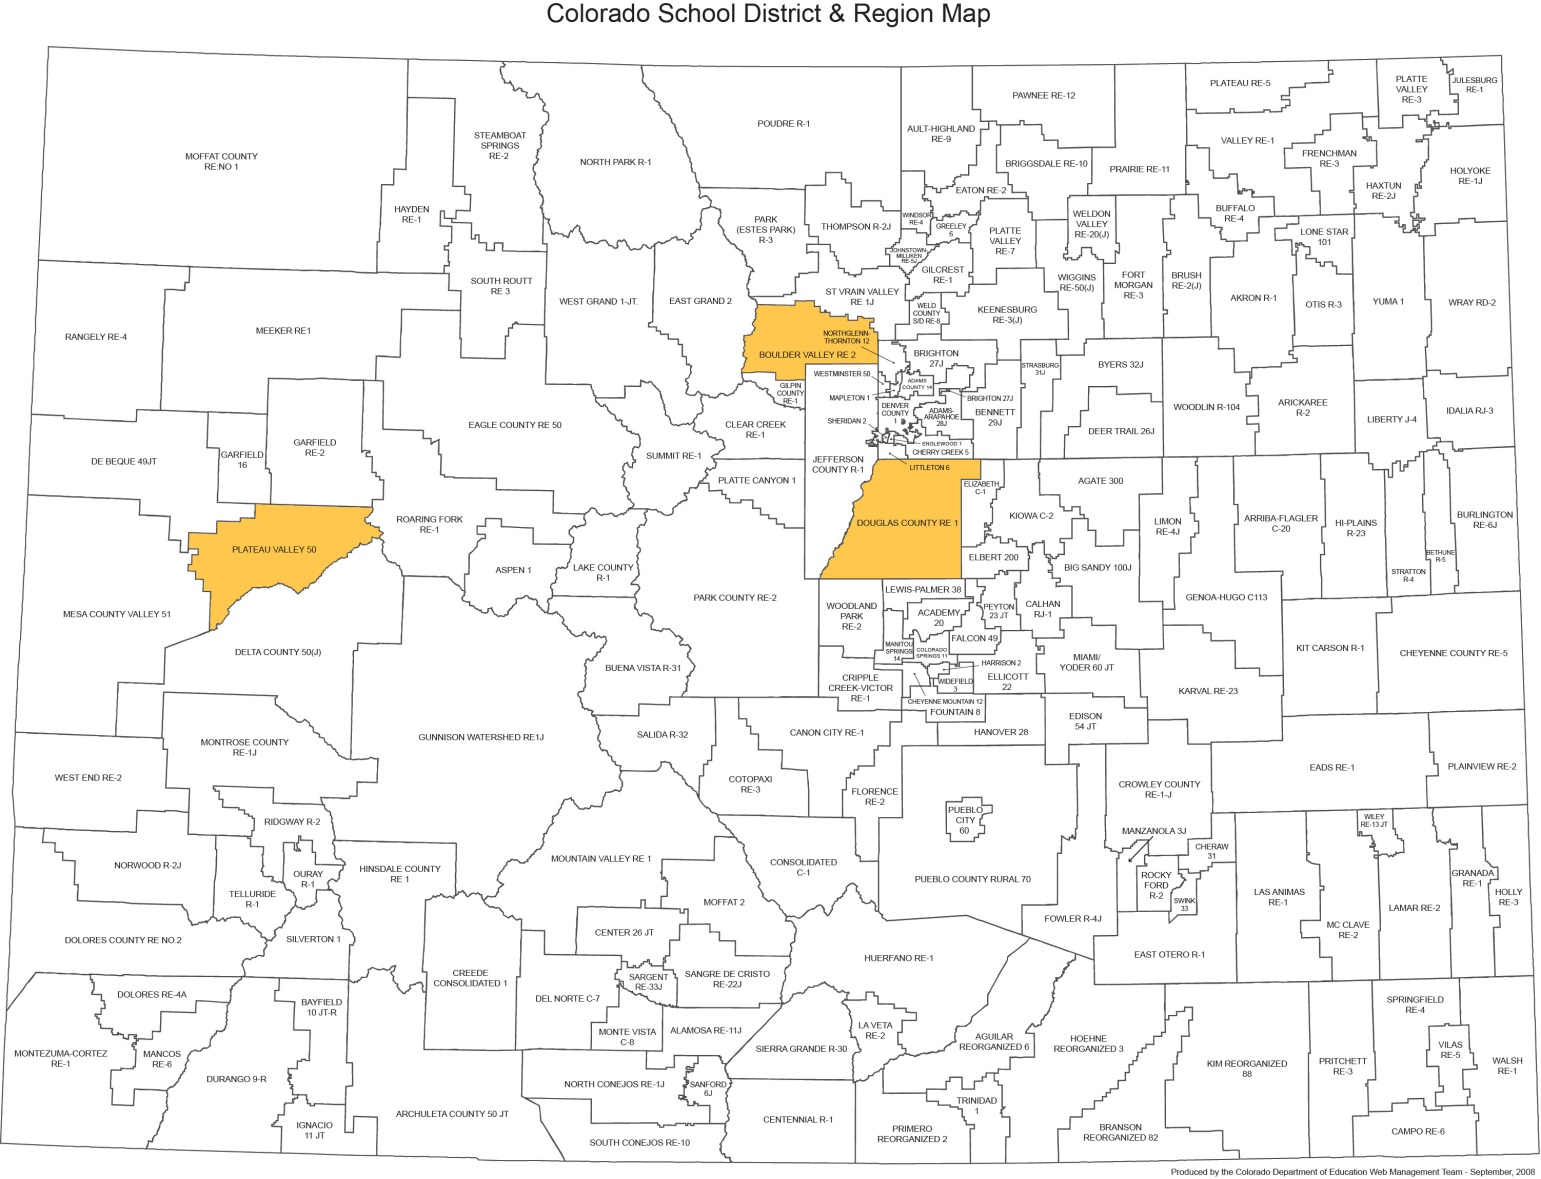 Colorado School District & Region Map
MOFFAT COUNTY
RE:NO 1
HAYDEN
RE-1
STEAMBOAT
SPRINGS
RE-2
NORTH PARK R-1
POUDRE R-1
AULT-HIGHLAND
RE-9
PAWNEE RE-12
BRIGGSDALE RE-10
PRAIRIE RE-11
PLATEAU RE-5
VALLEY RE-1
FRENCHMAN
RE-3
PLATTE
VALLEY
RE-3
JULESBURG
RE-1
HAXTUN
RE-2J
HOLYOKE
RE-1J
BUFFALO
RE-4
LONE STAR
101
EATON RE-2
WINDSOR
RE-4
GREELEY
6
PLATTE
VALLEY
RE-7
WELDON
VALLEY
RE-20(J)
PARK
(ESTES PARK)
R-3
THOMPSON R-2J
JOHNSTOWN-
MILLIKEN
RE-5J
GILCREST
RE-1
SOUTH ROUTT
RE 3
WEST GRAND 1-JT.
EAST GRAND 2
ST VRAIN VALLEY
RE 1J
WELD
COUNTY
S/D RE-8
KEENESBURG
RE-3(J)
WIGGINS
RE-50(J)
FORT
MORGAN
RE-3
BRUSH
RE-2(J)
AKRON R-1
OTIS R-3
YUMA 1
WRAY RD-2
RANGELY RE-4
MEEKER RE1
NORTHGLENN-
THORNTON 12
BOULDER VALLEY RE 2
BRIGHTON
27J
STRASBURG
31J
BYERS 32J
WESTMINSTER 50
ADAMS
COUNTY 14
MAPLETON 1
BRIGHTON 27J
GILPIN
COUNTY
RE-1
DENVER
COUNTY
1
ADAMS-
ARAPAHOE
28J
BENNETT
29J
SHERIDAN 2
ENGLEWOOD 1
CHERRY CREEK 5
DEER TRAIL 26J
WOODLIN R-104
ARICKAREE
R-2
LIBERTY J-4
IDALIA RJ-3
EAGLE COUNTY RE 50
CLEAR CREEK
RE-1
SUMMIT RE-1
JEFFERSON
COUNTY R-1
LITTLETON 6
PLATTE CANYON 1
DE BEQUE 49JT
GARFIELD
16
GARFIELD
RE-2
ROARING FORK
RE-1
ELIZABETH
C-1
AGATE 300
KIOWA C-2
LIMON
RE-4J
ARRIBA-FLAGLER
C-20
HI-PLAINS
R-23
BURLINGTON
RE-6J
STRATTON
R-4
BETHUNE
R-5
DOUGLAS COUNTY RE 1
PLATEAU VALLEY 50
ASPEN 1
LAKE COUNTY
R-1
ELBERT 200
BIG SANDY 100J
MESA COUNTY VALLEY 51
PARK COUNTY RE-2
LEWIS-PALMER 38
WOODLAND
PARK
RE-2
ACADEMY
20
PEYTON
23 JT
CALHAN
RJ-1
GENOA-HUGO C113
FALCON 49
MANITOU
SPRINGS
14
COLORADO
SPRINGS 11
HARRISON 2
WIDEFIELD
3
ELLICOTT
22
MIAMI/
YODER 60 JT
KIT CARSON R-1
CHEYENNE COUNTY RE-5
DELTA COUNTY 50(J)
BUENA VISTA R-31
CRIPPLE
CREEK-VICTOR
RE-1
CHEYENNE MOUNTAIN 12
FOUNTAIN 8
KARVAL RE-23
EDISON
54 JT
HANOVER 28
MONTROSE COUNTY
RE-1J
GUNNISON WATERSHED RE1J
SALIDA R-32
CANON CITY RE-1
COTOPAXI
RE-3
FLORENCE
RE-2
WEST END RE-2
CROWLEY COUNTY
RE-1-J
EADS RE-1
PLAINVIEW RE-2
PUEBLO
CITY
60
RIDGWAY R-2
MANZANOLA 3J
WILEY
RE-13 JT
CHERAW
31
NORWOOD R-2J
OURAY
R-1
HINSDALE COUNTY
RE 1
MOUNTAIN VALLEY RE 1
CONSOLIDATED
C-1
PUEBLO COUNTY RURAL 70
ROCKY
FORD
R-2
SWINK
33
TELLURIDE
R-1
MOFFAT 2
FOWLER R-4J
LAS ANIMAS
RE-1
MC CLAVE
RE-2
LAMAR RE-2
GRANADA
RE-1
HOLLY
RE-3
DOLORES COUNTY RE NO.2
SILVERTON 1
CENTER 26 JT
EAST OTERO R-1
HUERFANO RE-1
CREEDE
CONSOLIDATED 1
SARGENT
RE-33J
SANGRE DE CRISTO
RE-22J
DEL NORTE C-7
DOLORES RE-4A
BAYFIELD
10 JT-R
MONTE VISTA
C-8
ALAMOSA RE-11J
LA VETA
RE-2
SIERRA GRANDE R-30
AGUILAR
REORGANIZED 6
HOEHNE
REORGANIZED 3
SPRINGFIELD
RE-4
VILAS
RE-5
MONTEZUMA-CORTEZ
RE-1
MANCOS
RE-6
DURANGO 9-R
KIM REORGANIZED
88
PRITCHETT
RE-3
WALSH
RE-1
NORTH CONEJOS RE-1J
SANFORD
6J
TRINIDAD
1
ARCHULETA COUNTY 50 JT
CENTENNIAL R-1
IGNACIO
11 JT
PRIMERO
REORGANIZED 2
BRANSON
REORGANIZED 82
CAMPO RE-6
SOUTH CONEJOS RE-10
Produced by the Colorado Department of Education Web Management Team - September, 2008